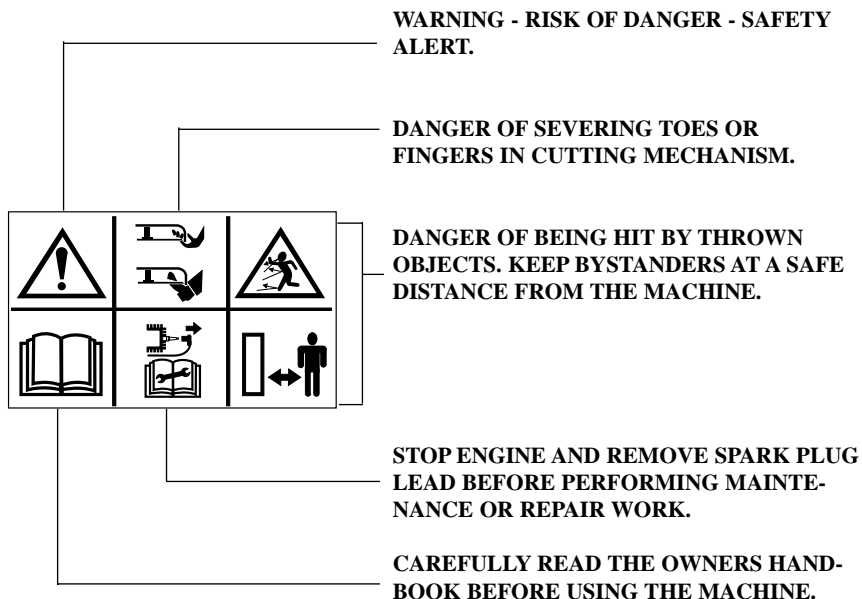 WARNING - RISK OF DANGER - SAFETY
ALERT.
DANGER OF SEVERING TOES OR
FINGERS IN CUTTING MECHANISM.
DANGER OF BEING HIT BY THROWN
OBJECTS. KEEP BYSTANDERS AT A SAFE
DISTANCE FROM THE MACHINE.
STOP ENGINE AND REMOVE SPARK PLUG
LEAD BEFORE PERFORMING MAINTE-
NANCE OR REPAIR WORK.
CAREFULLY READ THE OWNERS HAND-
BOOK BEFORE USING THE MACHINE.